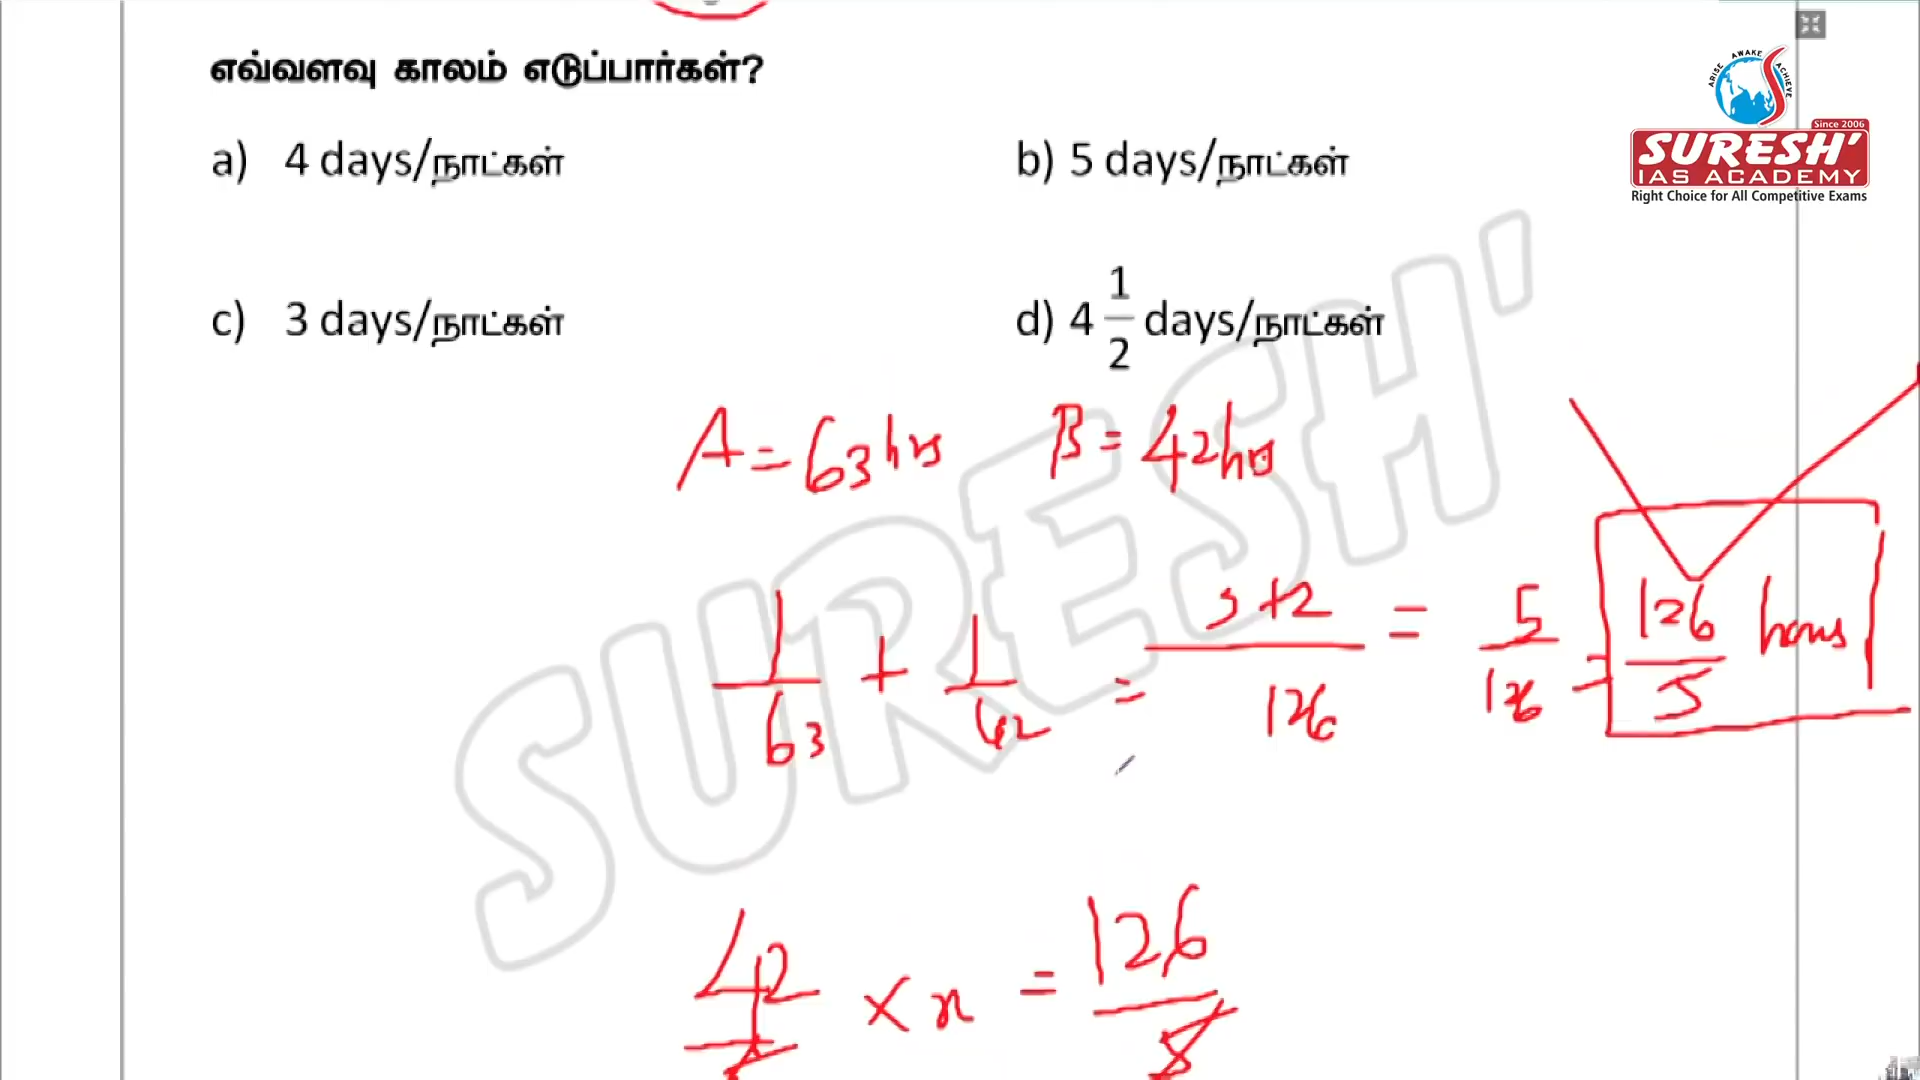 எவ்வளவு காலம் எடுப்பார்கள்?
ARISE AWAKE ACHIEVE
Since 2006
SURESH'
IAS ACADEMY
Right Choice for All Competitive Exams
a) 4 days/நாட்கள்
b) 5 days/நாட்கள்
c) 3 days/நாட்கள்
d) 4 1/2 days/நாட்கள்
A = 63 hrs B = 42 hrs
1/63 + 1/42 = 3+2/126 = 5/126 = 126/5 hours
42/5 × n = 126/5
SURESH'